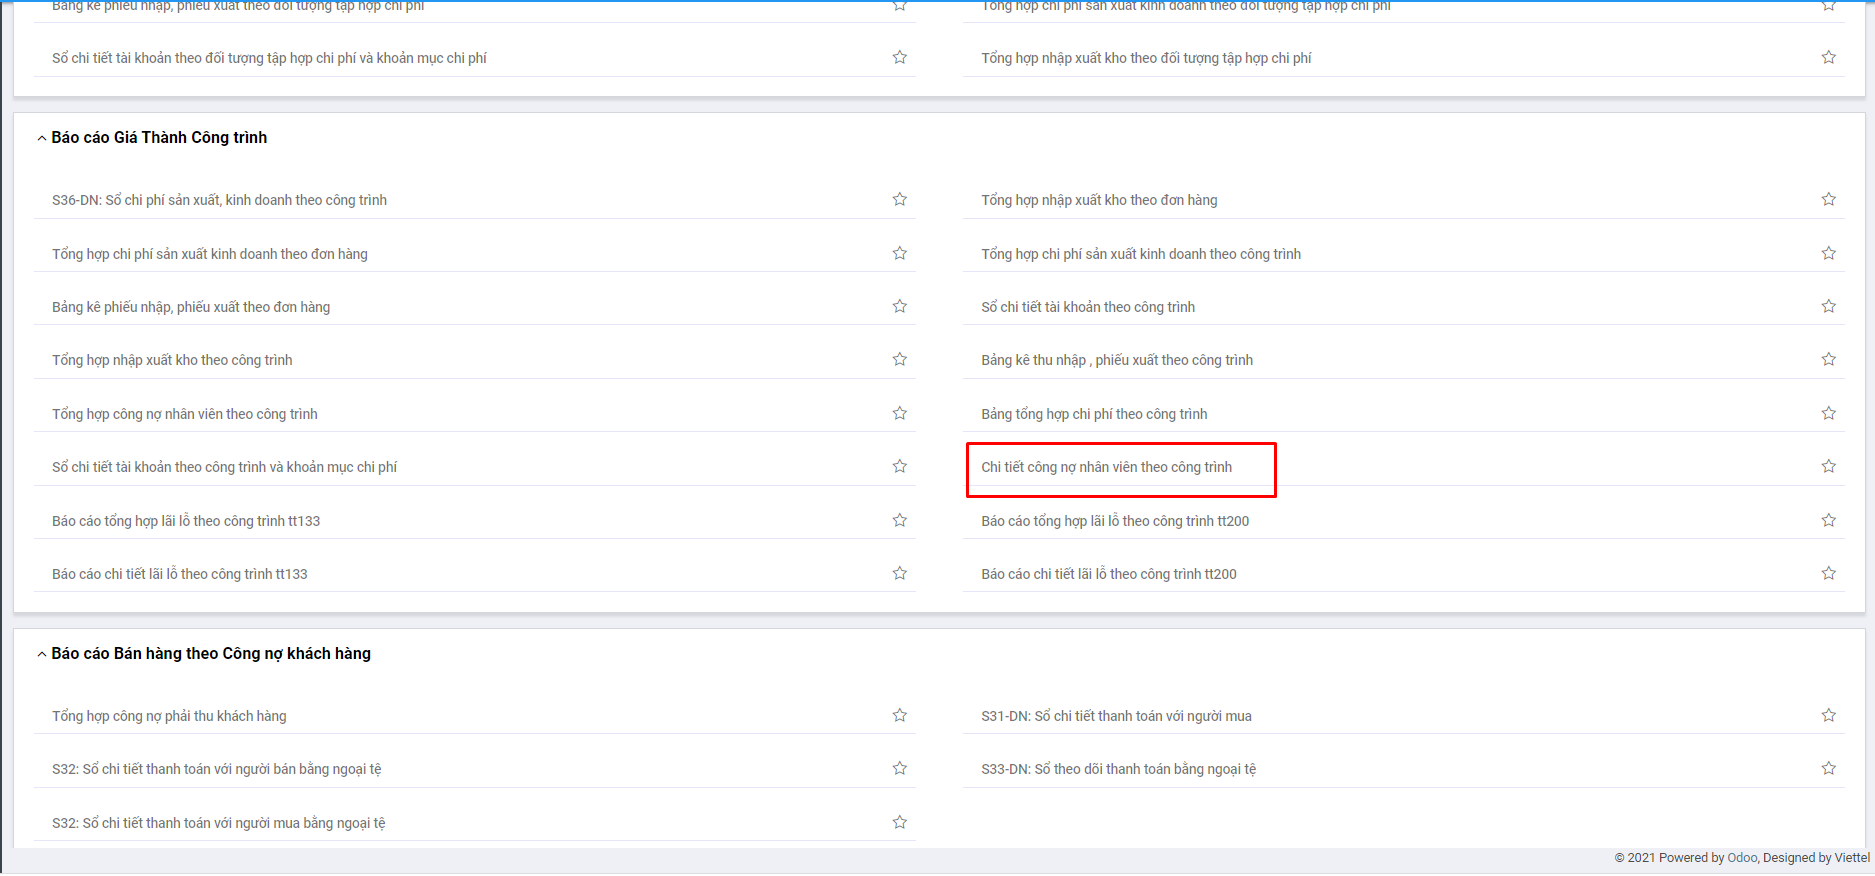 Bảng kê phiếu nhập, phiếu xuất theo đối tượng tập hợp chi phí
Tổng hợp chi phí sản xuất kinh doanh theo đối tượng tập hợp chi phí
Sổ chi tiết tài khoản theo đối tượng tập hợp chi phí và khoản mục chi phí
Tổng hợp nhập xuất kho theo đối tượng tập hợp chi phí
Báo cáo Giá Thành Công trình
S36-DN: Sổ chi phí sản xuất, kinh doanh theo công trình
Tổng hợp nhập xuất kho theo đơn hàng
Tổng hợp chi phí sản xuất kinh doanh theo đơn hàng
Tổng hợp chi phí sản xuất kinh doanh theo công trình
Bảng kê phiếu nhập, phiếu xuất theo đơn hàng
Sổ chi tiết tài khoản theo công trình
Tổng hợp nhập xuất kho theo công trình
Bảng kê thu nhập , phiếu xuất theo công trình
Tổng hợp công nợ nhân viên theo công trình
Bảng tổng hợp chi phí theo công trình
Sổ chi tiết tài khoản theo công trình và khoản mục chi phí
Chi tiết công nợ nhân viên theo công trình
Báo cáo tổng hợp lãi lỗ theo công trình tt133
Báo cáo tổng hợp lãi lỗ theo công trình tt200
Báo cáo chi tiết lãi lỗ theo công trình tt133
Báo cáo chi tiết lãi lỗ theo công trình tt200
Báo cáo Bán hàng theo Công nợ khách hàng
Tổng hợp công nợ phải thu khách hàng
S31-DN: Sổ chi tiết thanh toán với người mua
S32: Sổ chi tiết thanh toán với người bán bằng ngoại tệ
S33-DN: Sổ theo dõi thanh toán bằng ngoại tệ
S32: Sổ chi tiết thanh toán với người mua bằng ngoại tệ
© 2021 Powered by Odoo, Designed by Viettel